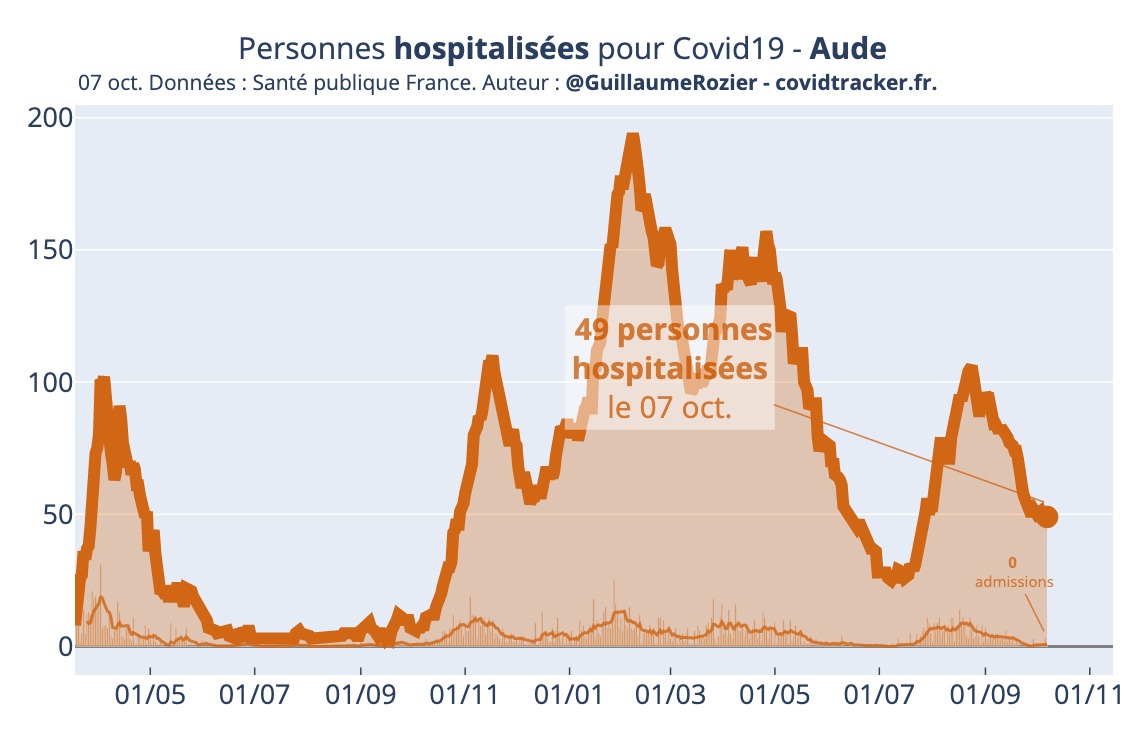 Personnes hospitalisées pour Covid19 - Aude
07 oct. Données : Santé publique France. Auteur : @GuillaumeRozier - covidtracker.fr.
200
150
100
50
0
49 personnes
hospitalisées
le 07 oct.
0
admissions
01/05
01/07
01/09
01/11
01/01
01/03
01/05
01/07
01/09
01/11